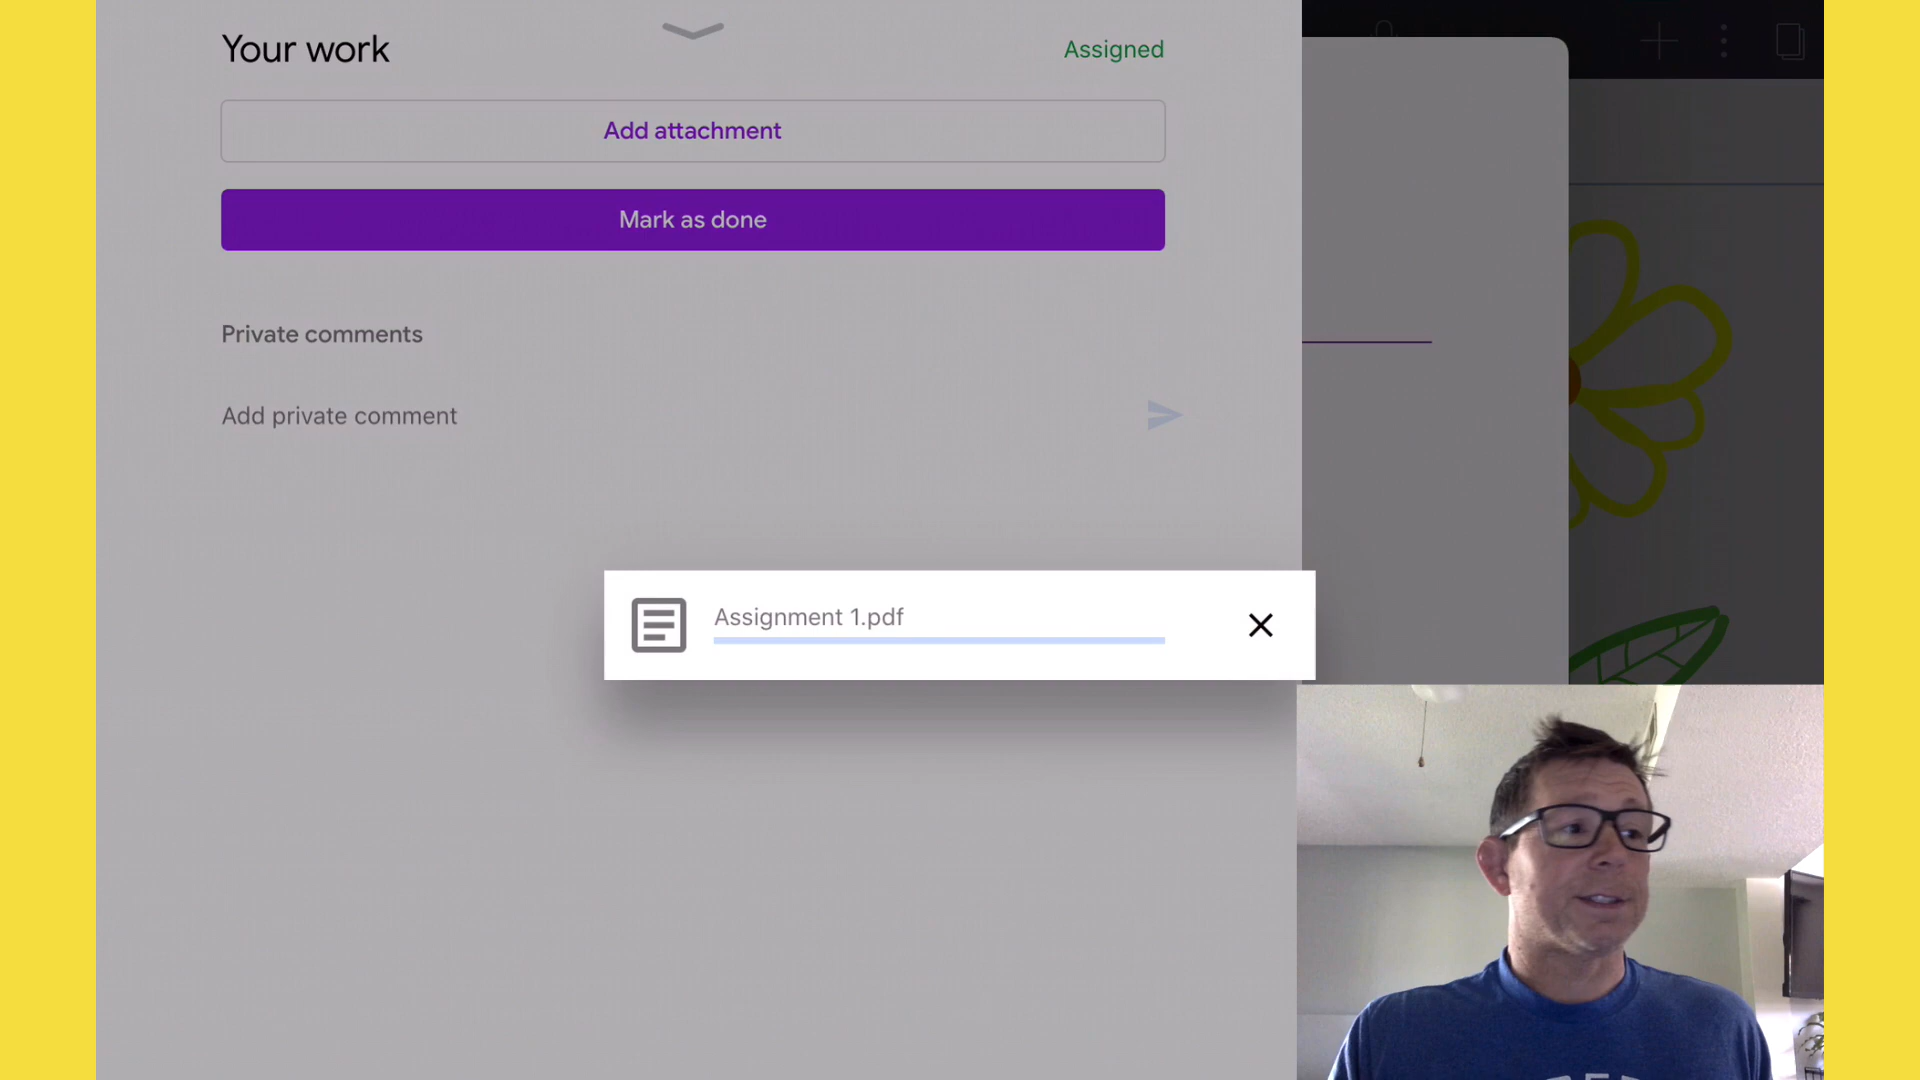 Your work
Assigned
Add attachment
Mark as done
Private comments
Add private comment
Assignment 1.pdf